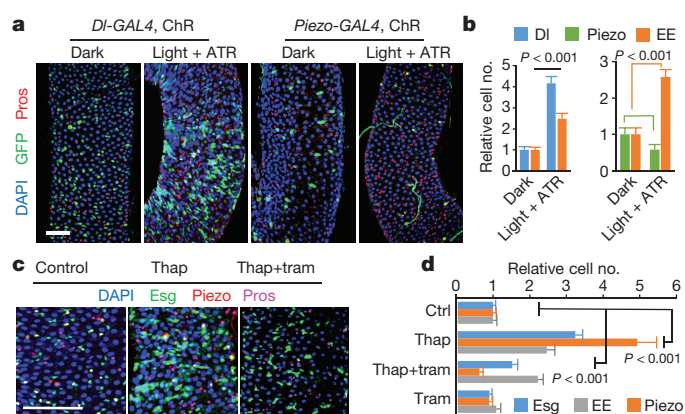 a
Dl-GAL4, ChR
Piezo-GAL4, ChR
Dark
Light + ATR
Dark
Light + ATR
DAPI GFP Pros
b
Dl Piezo EE
P < 0.001
P < 0.001
Relative cell no.
5
4
3
2
1
0
3
2
1
0
Dark
Light + ATR
Dark
Light + ATR
c
Control
Thap
Thap+tram
DAPI Esg Piezo Pros
d
Relative cell no.
0 1 2 3 4 5 6
Ctrl
Thap
Thap+tram
Tram
P < 0.001
P < 0.001
Esg EE Piezo